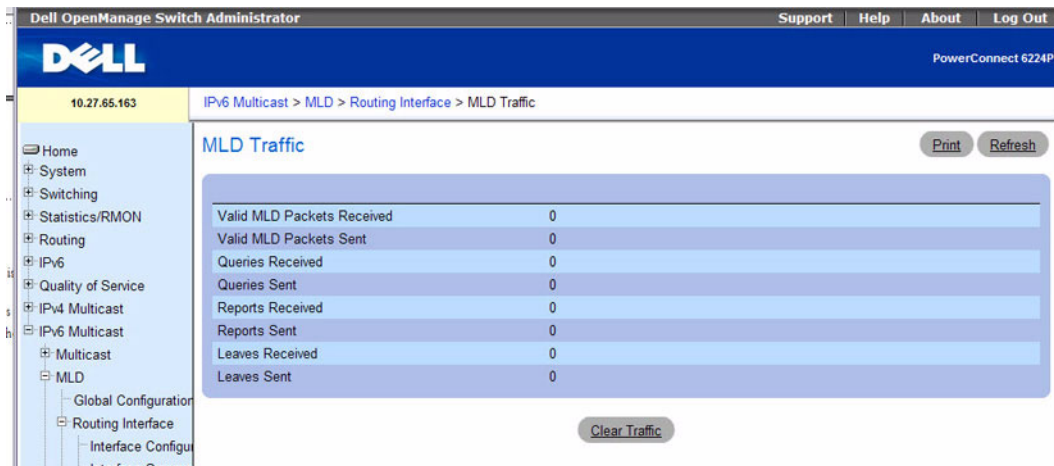 Dell OpenManage Switch Administrator
Support Help About Log Out
DELL
PowerConnect 6224P
10.27.65.163
IPv6 Multicast > MLD > Routing Interface > MLD Traffic
Home
System
Switching
Statistics/RMON
Routing
IPv6
Quality of Service
IPv4 Multicast
IPv6 Multicast
Multicast
MLD
Global Configuration
Routing Interface
Interface Configu
MLD Traffic
Print Refresh
Valid MLD Packets Received 0
Valid MLD Packets Sent 0
Queries Received 0
Queries Sent 0
Reports Received 0
Reports Sent 0
Leaves Received 0
Leaves Sent 0
Clear Traffic